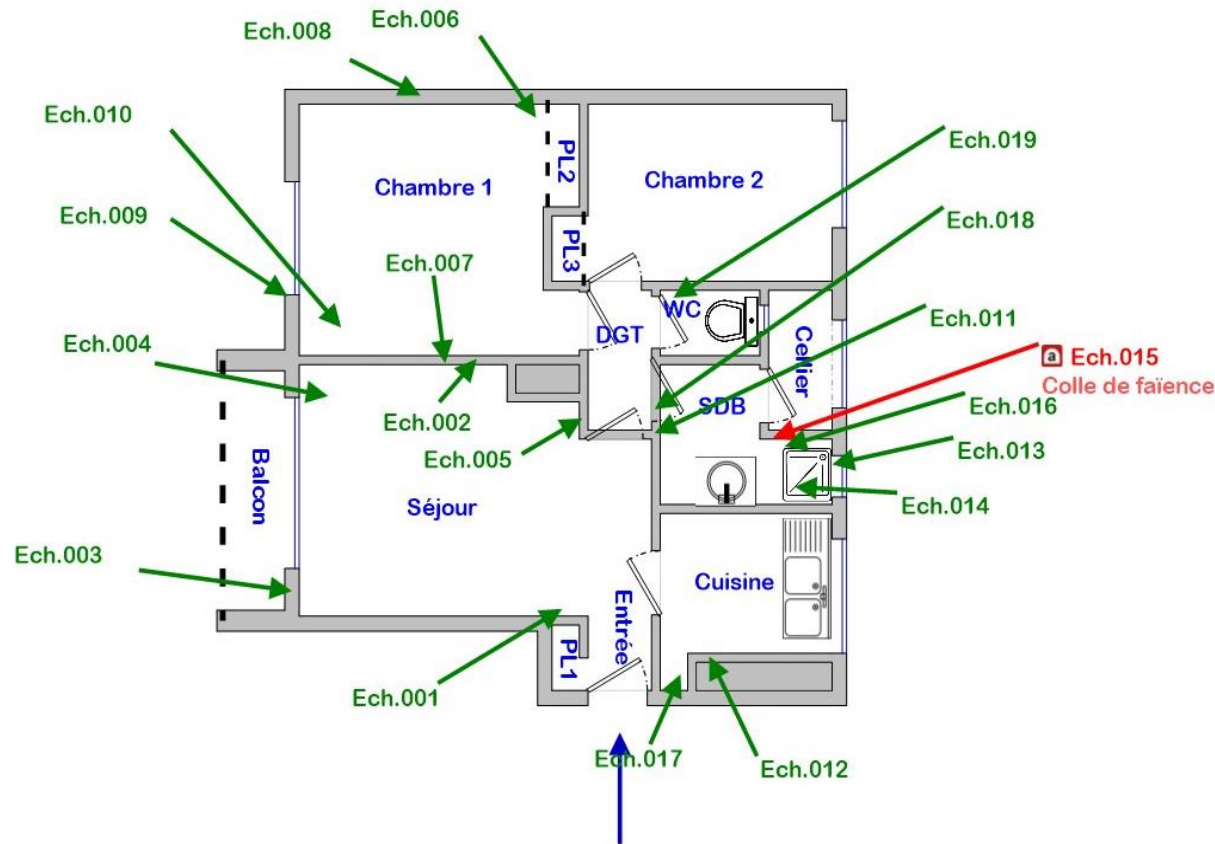 Ech.006
Ech.008
Ech.010
Ech.019
PL2
Chambre 1
Chambre 2
Ech.009
Ech.018
PL3
Ech.007
WC
Ech.011
DGT
Cellier
Ech.004
a Ech.015
Colle de faïence
SDB
Ech.016
Ech.002
Ech.013
Ech.005
Balcon
Séjour
Ech.014
Ech.003
Cuisine
Entrée
PL1
Ech.001
Ech.017
Ech.012